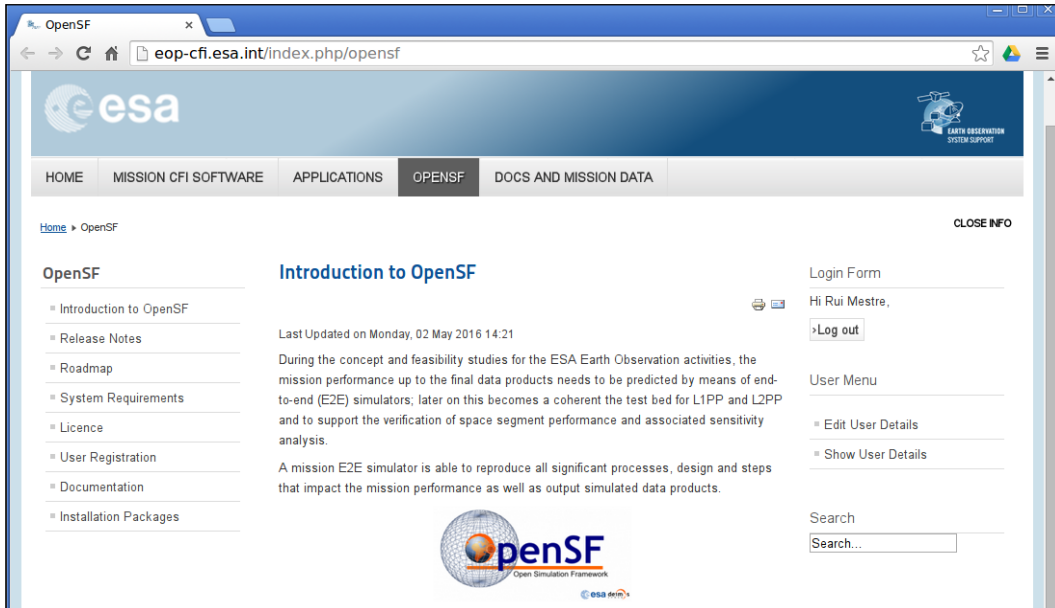 OpenSF
eop-cfi.esa.int/index.php/opensf
esa
EARTH OBSERVATION
SYSTEM SUPPORT
HOME MISSION CFI SOFTWARE APPLICATIONS OPENSF DOCS AND MISSION DATA
Home OpenSF
CLOSE INFO
OpenSF
Introduction to OpenSF
Release Notes
Roadmap
System Requirements
Licence
User Registration
Documentation
Installation Packages
Introduction to OpenSF
Last Updated on Monday, 02 May 2016 14:21
During the concept and feasibility studies for the ESA Earth Observation activities, the
mission performance up to the final data products needs to be predicted by means of end-
to-end (E2E) simulators; later on this becomes a coherent the test bed for L1PP and L2PP
and to support the verification of space segment performance and associated sensitivity
analysis.
A mission E2E simulator is able to reproduce all significant processes, design and steps
that impact the mission performance as well as output simulated data products.
OpenSF
Open Simulation Framework
esa deimos
Login Form
Hi Rui Mestre,
›Log out
User Menu
Edit User Details
Show User Details
Search
Search...